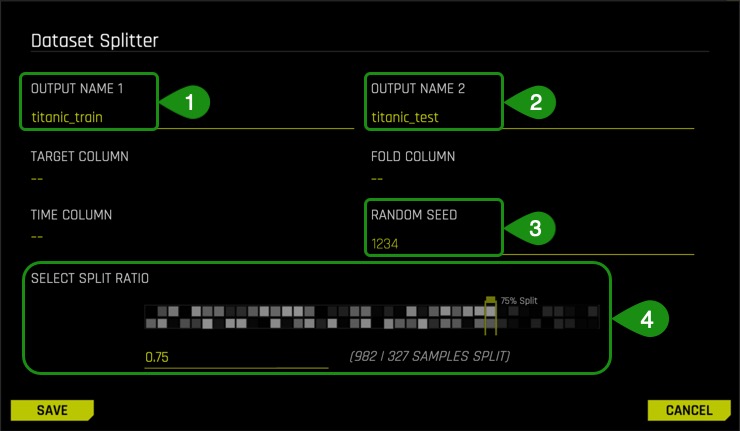 Dataset Splitter
OUTPUT NAME 1
titanic_train
1
OUTPUT NAME 2
titanic_test
2
TARGET COLUMN
--
FOLD COLUMN
--
TIME COLUMN
--
RANDOM SEED
1234
3
SELECT SPLIT RATIO
75% Split
4
0.75
(982 | 327 SAMPLES SPLIT)
SAVE
CANCEL